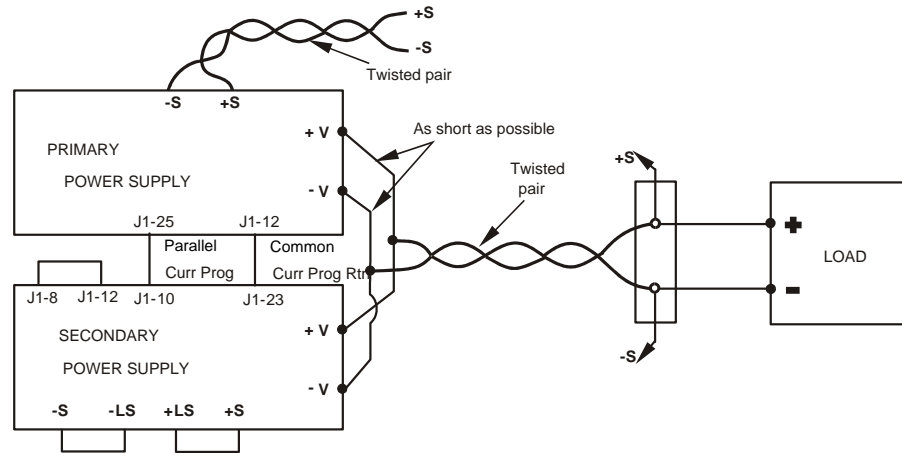 +S
-S
Twisted pair
-S +S
+ V
As short as possible
PRIMARY
POWER SUPPLY
- V
Twisted
pair
+S
J1-25 J1-12
Parallel Common
Curr Prog Curr Prog Rtn
+
LOAD
-
J1-8 J1-12 J1-10 J1-23
SECONDARY
POWER SUPPLY
+ V
-S
- V
-S -LS +LS +S